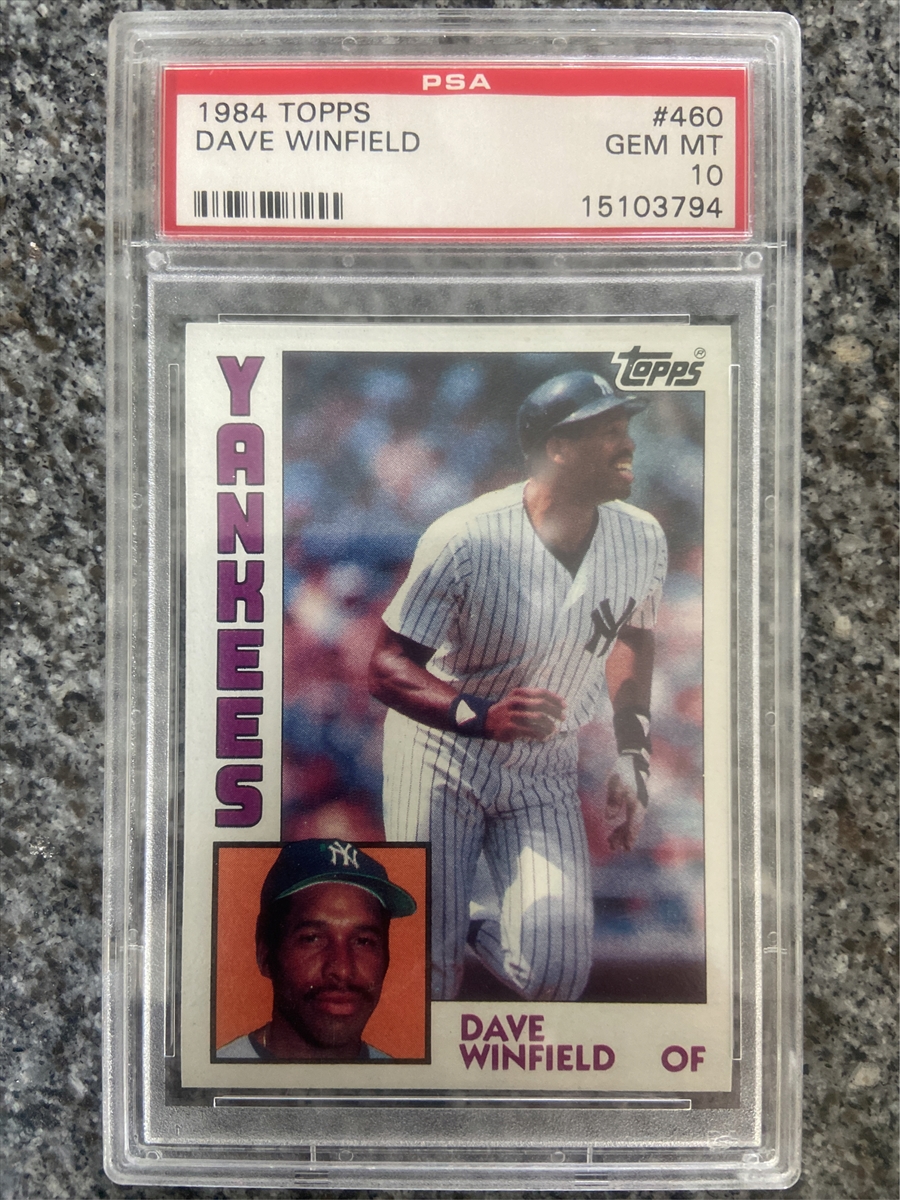 PSA
1984 TOPPS #460
DAVE WINFIELD GEM MT
10
15103794
TOPPS®
YANKEES
NY
NY
DAVE
WINFIELD OF